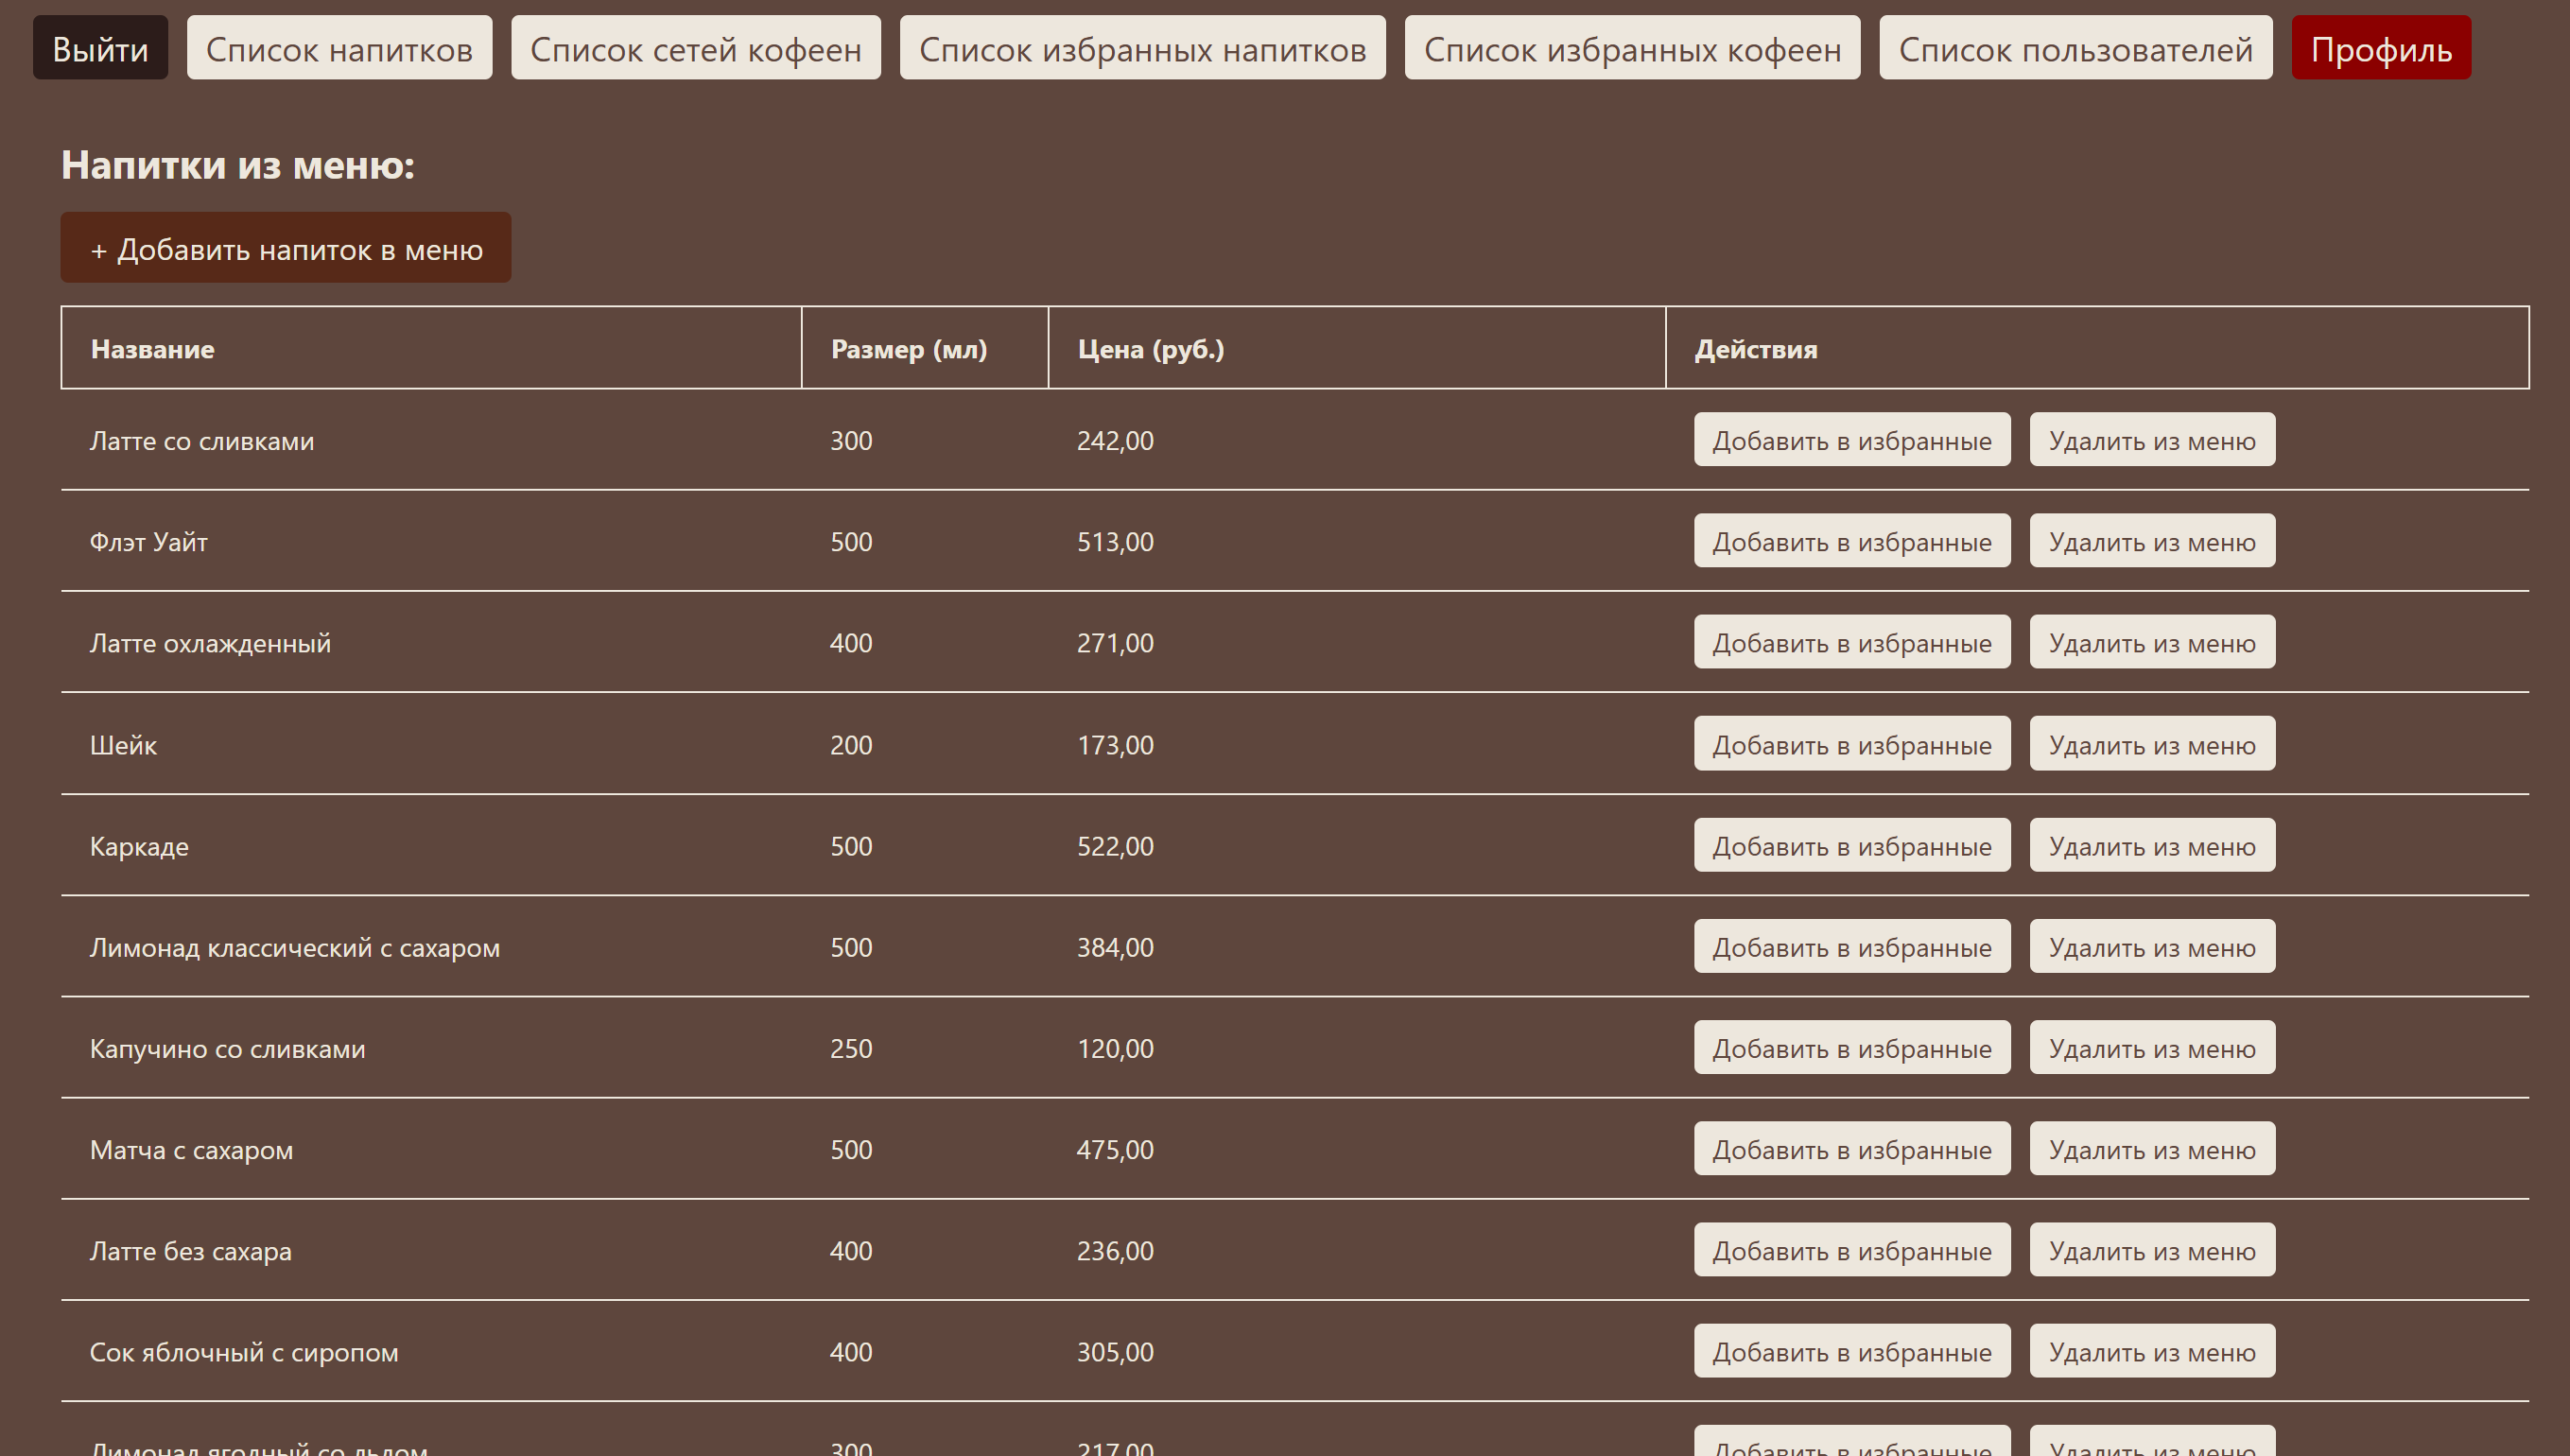 Выйти Список напитков Список сетей кофеен Список избранных напитков Список избранных кофеен Список пользователей Профиль
Напитки из меню:
+ Добавить напиток в меню
Название Размер (мл) Цена (руб.) Действия
Латте со сливками 300 242,00 Добавить в избранные Удалить из меню
Флэт Уайт 500 513,00 Добавить в избранные Удалить из меню
Латте охлажденный 400 271,00 Добавить в избранные Удалить из меню
Шейк 200 173,00 Добавить в избранные Удалить из меню
Каркаде 500 522,00 Добавить в избранные Удалить из меню
Лимонад классический с сахаром 500 384,00 Добавить в избранные Удалить из меню
Капучино со сливками 250 120,00 Добавить в избранные Удалить из меню
Матча с сахаром 500 475,00 Добавить в избранные Удалить из меню
Латте без сахара 400 236,00 Добавить в избранные Удалить из меню
Сок яблочный с сиропом 400 305,00 Добавить в избранные Удалить из меню
Лимонад ягодный со льдом 300 217,00 Добавить в избранные Удалить из меню